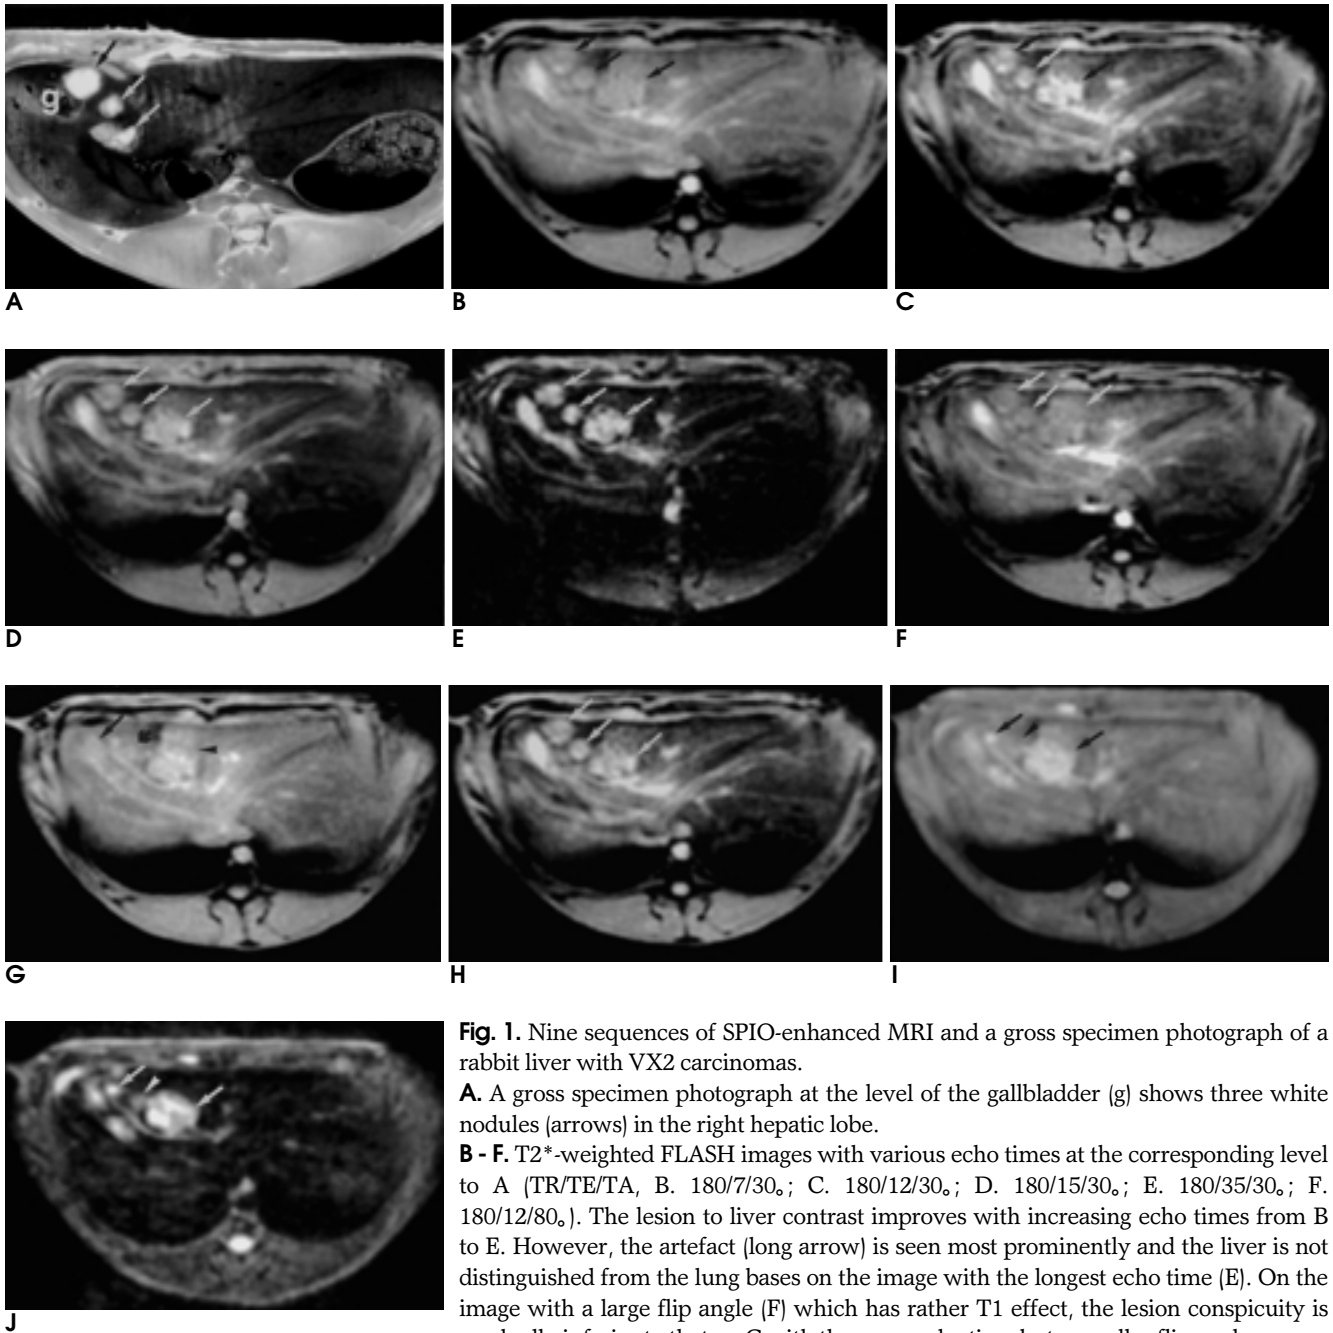 g
A
B
C
D
E
F
G
H
I
J
Fig. 1. Nine sequences of SPIO-enhanced MRI and a gross specimen photograph of a
rabbit liver with VX2 carcinomas.
A. A gross specimen photograph at the level of the gallbladder (g) shows three white
nodules (arrows) in the right hepatic lobe.
B - F. T2*-weighted FLASH images with various echo times at the corresponding level
to A (TR/TE/TA, B. 180/7/30。; C. 180/12/30。; D. 180/15/30。; E. 180/35/30。; F.
180/12/80。). The lesion to liver contrast improves with increasing echo times from B
to E. However, the artefact (long arrow) is seen most prominently and the liver is not
distinguished from the lung bases on the image with the longest echo time (E). On the
image with a large flip angle (F) which has rather T1 effect, the lesion conspicuity is